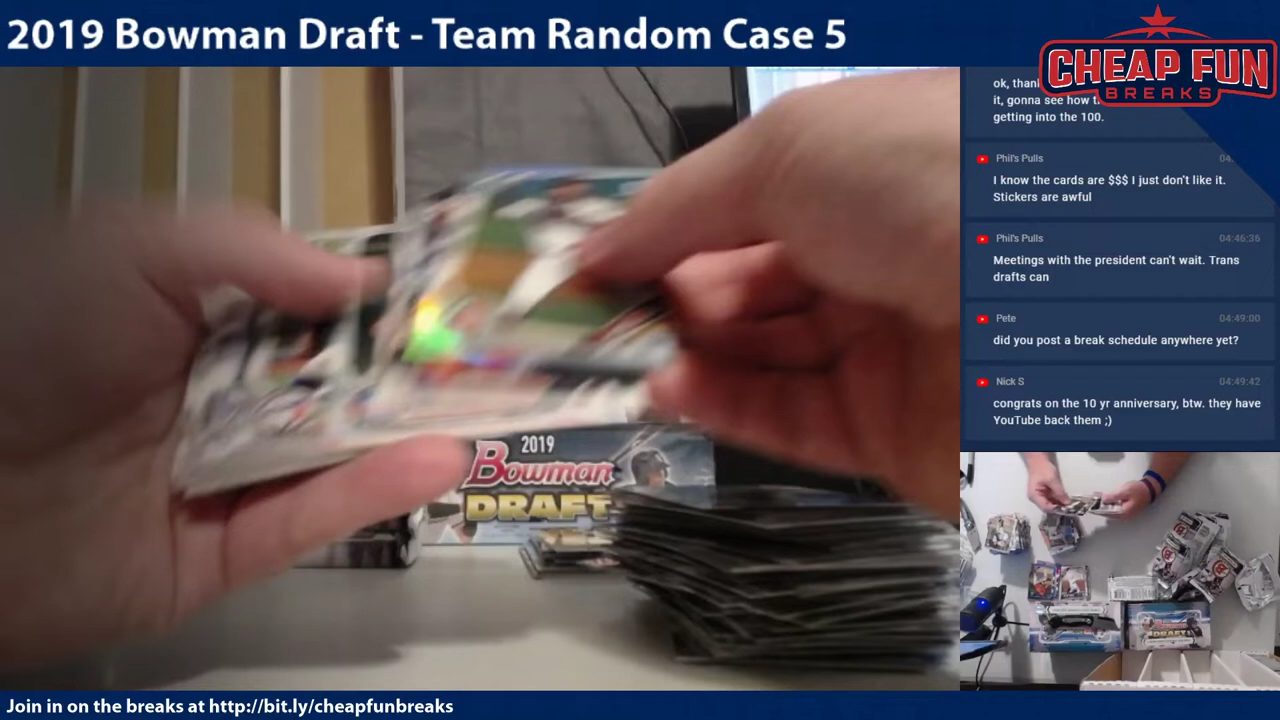 2019 Bowman Draft - Team Random Case 5
CHEAP FUN
BREAKS
ok, than
it, gonna see how
getting into the 100.
Phil's Pulls
I know the cards are $$$ I just don't like it.
Stickers are awful
Phil's Pulls 04:46:36
Meetings with the president can't wait. Trans
drafts can
Pete 04:49:00
did you post a break schedule anywhere yet?
Nick S 04:49:42
congrats on the 10 yr anniversary, btw. they have
YouTube back them ;)
2019
Bowman
DRAFT
DRAFT
Join in on the breaks at http://bit.ly/cheapfunbreaks